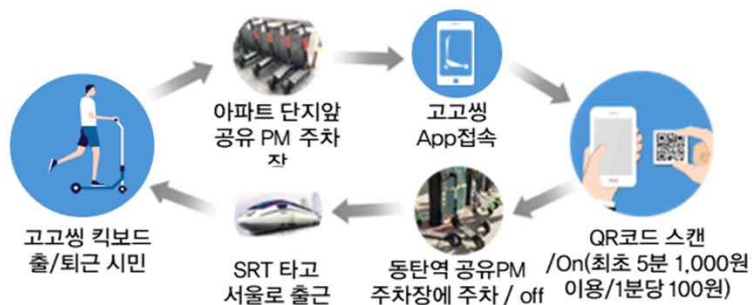 아파트 단지앞
공유 PM 주차
장
고고씽
App접속
고고씽 킥보드
출/퇴근 시민
SRT 타고
서울로 출근
동탄역 공유PM
주차장에 주차 / off
QR코드 스캔
/On(최초 5분 1,000원
이용/1분당 100원)